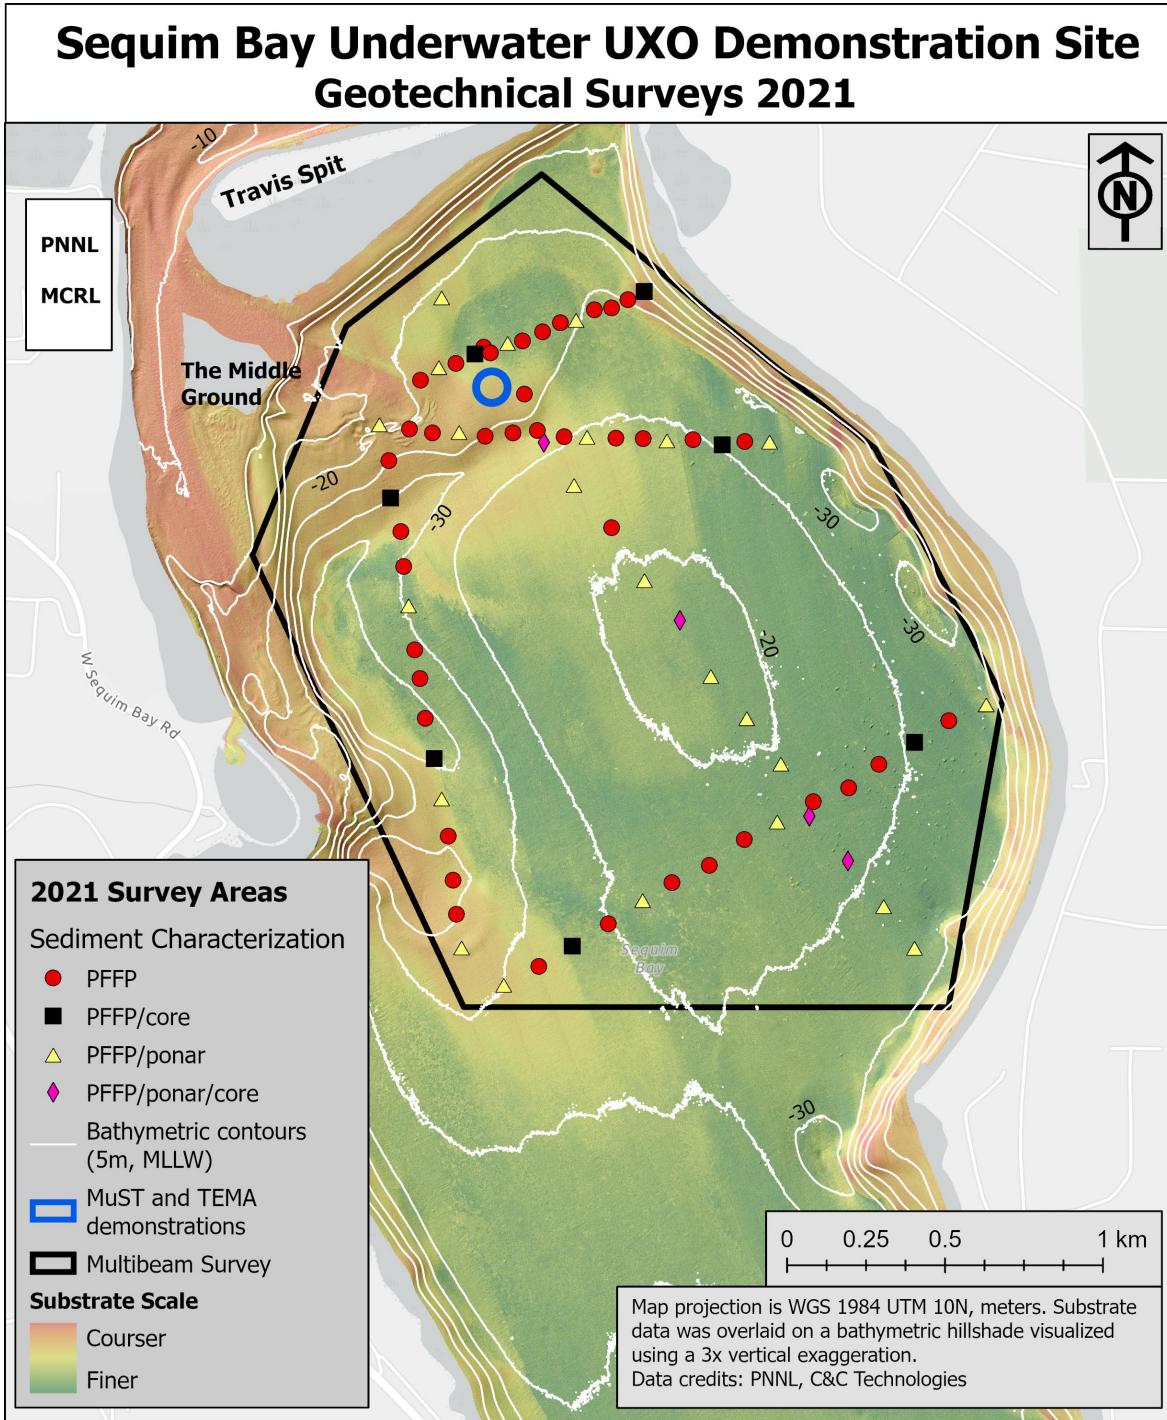 Sequim Bay Underwater UXO Demonstration Site
Geotechnical Surveys 2021
-10
Travis Spit
N
PNNL
MCRL
The Middle
Ground
-20
-30
-30
-30
-20
W Sequim Bay Rd
Sequim
Bay
-30
2021 Survey Areas
Sediment Characterization
PFFP
PFFP/core
PFFP/ponar
PFFP/ponar/core
Bathymetric contours
(5m, MLLW)
MuST and TEMA
demonstrations
Multibeam Survey
Substrate Scale
Courser
Finer
0 0.25 0.5 1 km
Map projection is WGS 1984 UTM 10N, meters. Substrate
data was overlaid on a bathymetric hillshade visualized
using a 3x vertical exaggeration.
Data credits: PNNL, C&C Technologies